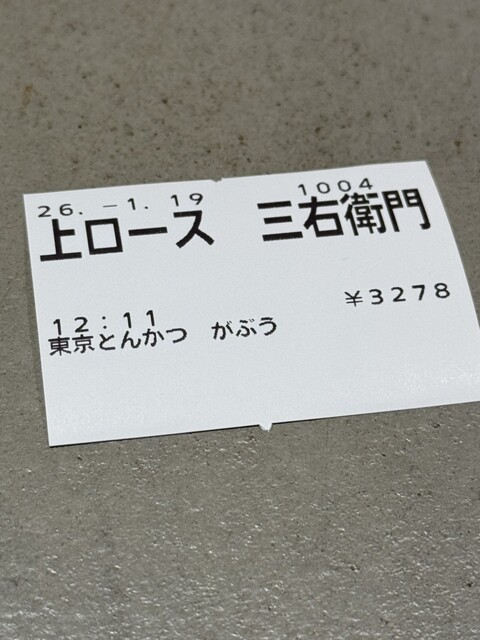 26.-1.19 1004
上ロース 三右衛門
¥3278
12:11
東京とんかつ がぶう